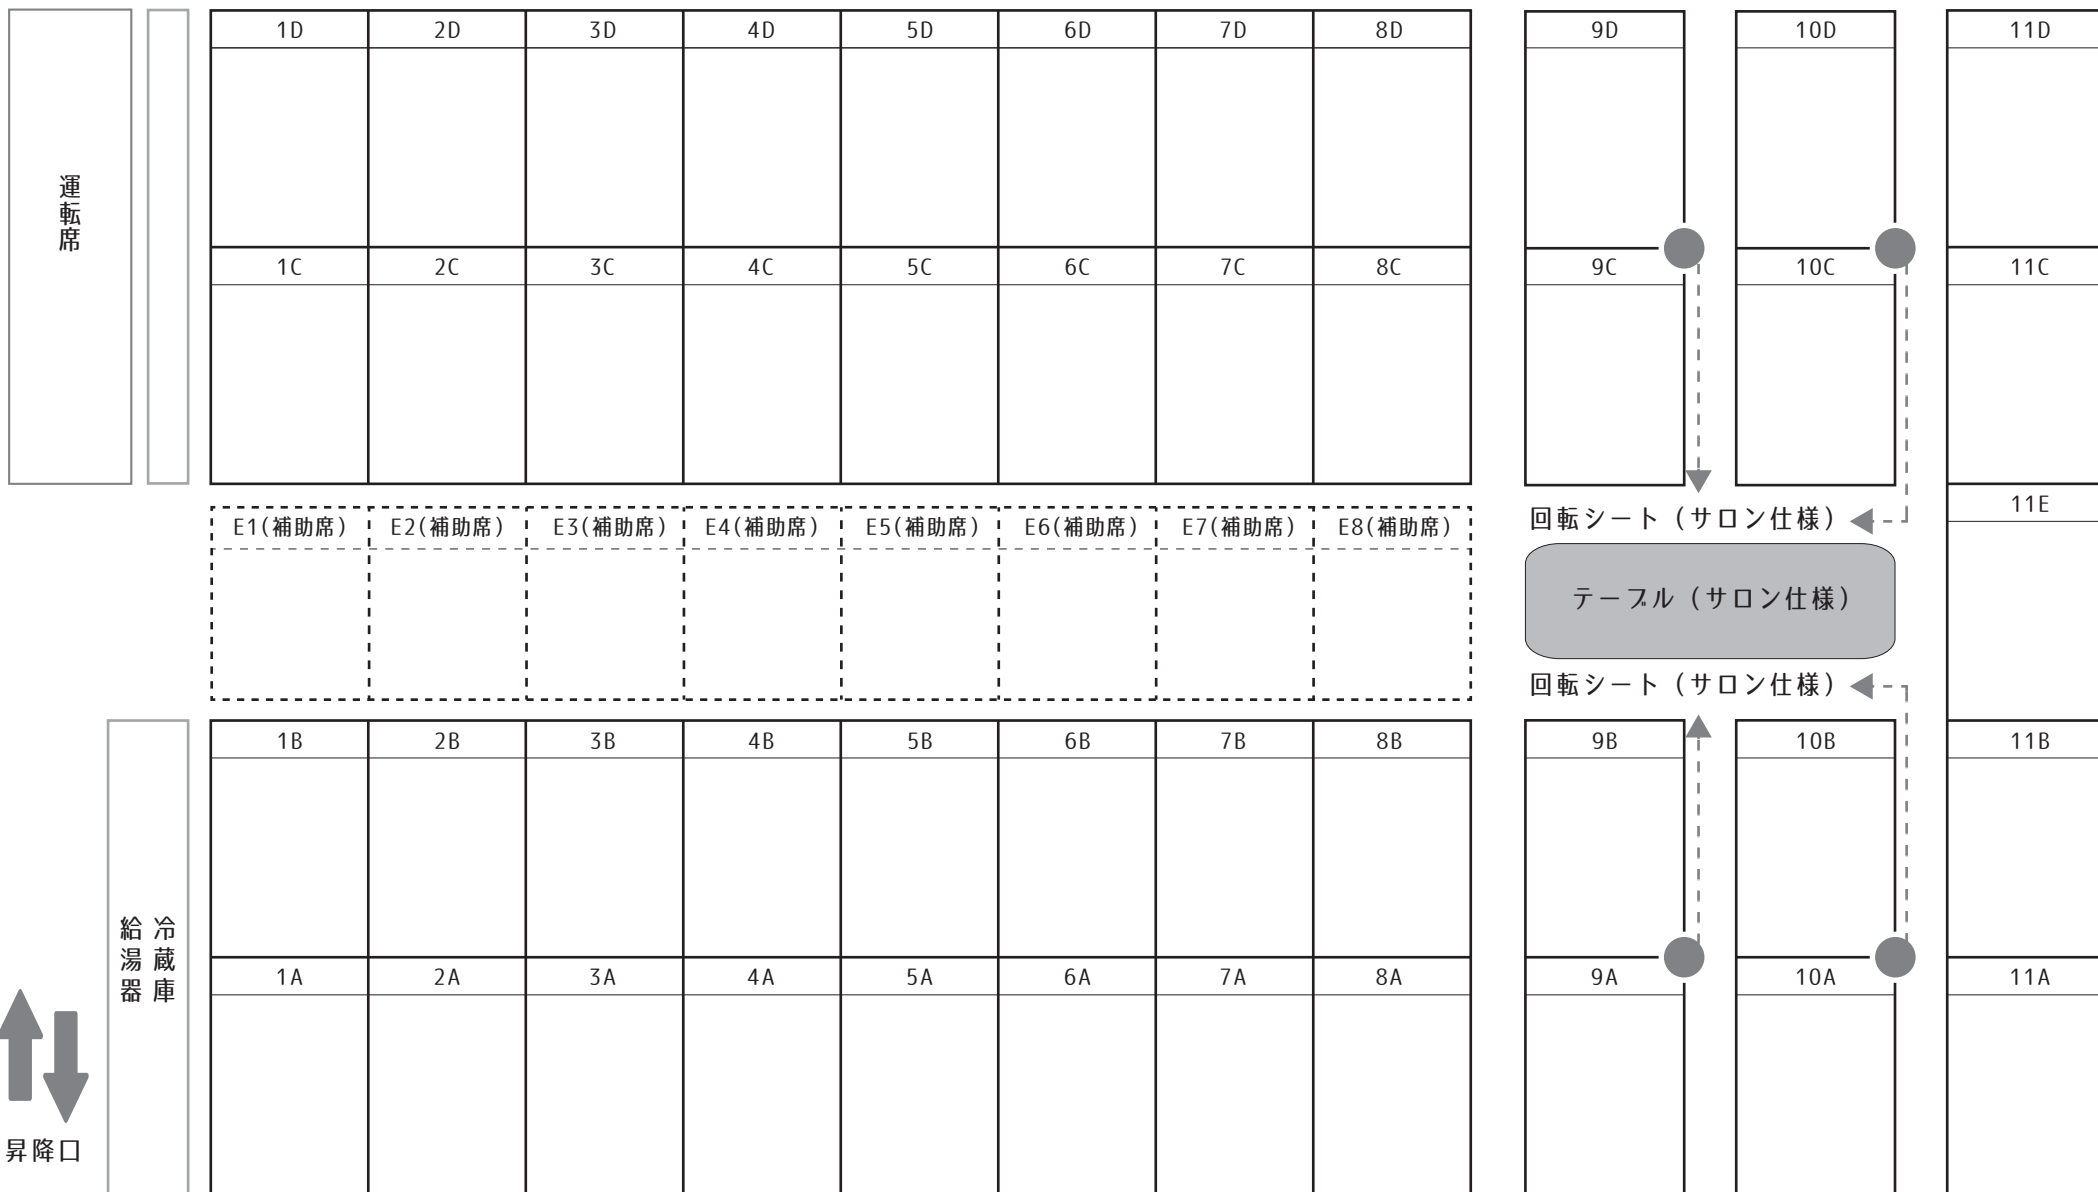 1D 2D 3D 4D 5D 6D 7D 8D 9D 10D 11D
運転席
1C 2C 3C 4C 5C 6C 7C 8C 9C 10C 11C
E1(補助席) E2(補助席) E3(補助席) E4(補助席) E5(補助席) E6(補助席) E7(補助席) E8(補助席) 回転シート（サロン仕様） 11E
テーブル（サロン仕様）
回転シート（サロン仕様）
1B 2B 3B 4B 5B 6B 7B 8B 9B 10B 11B
冷蔵庫
給湯器
1A 2A 3A 4A 5A 6A 7A 8A 9A 10A 11A
昇降口